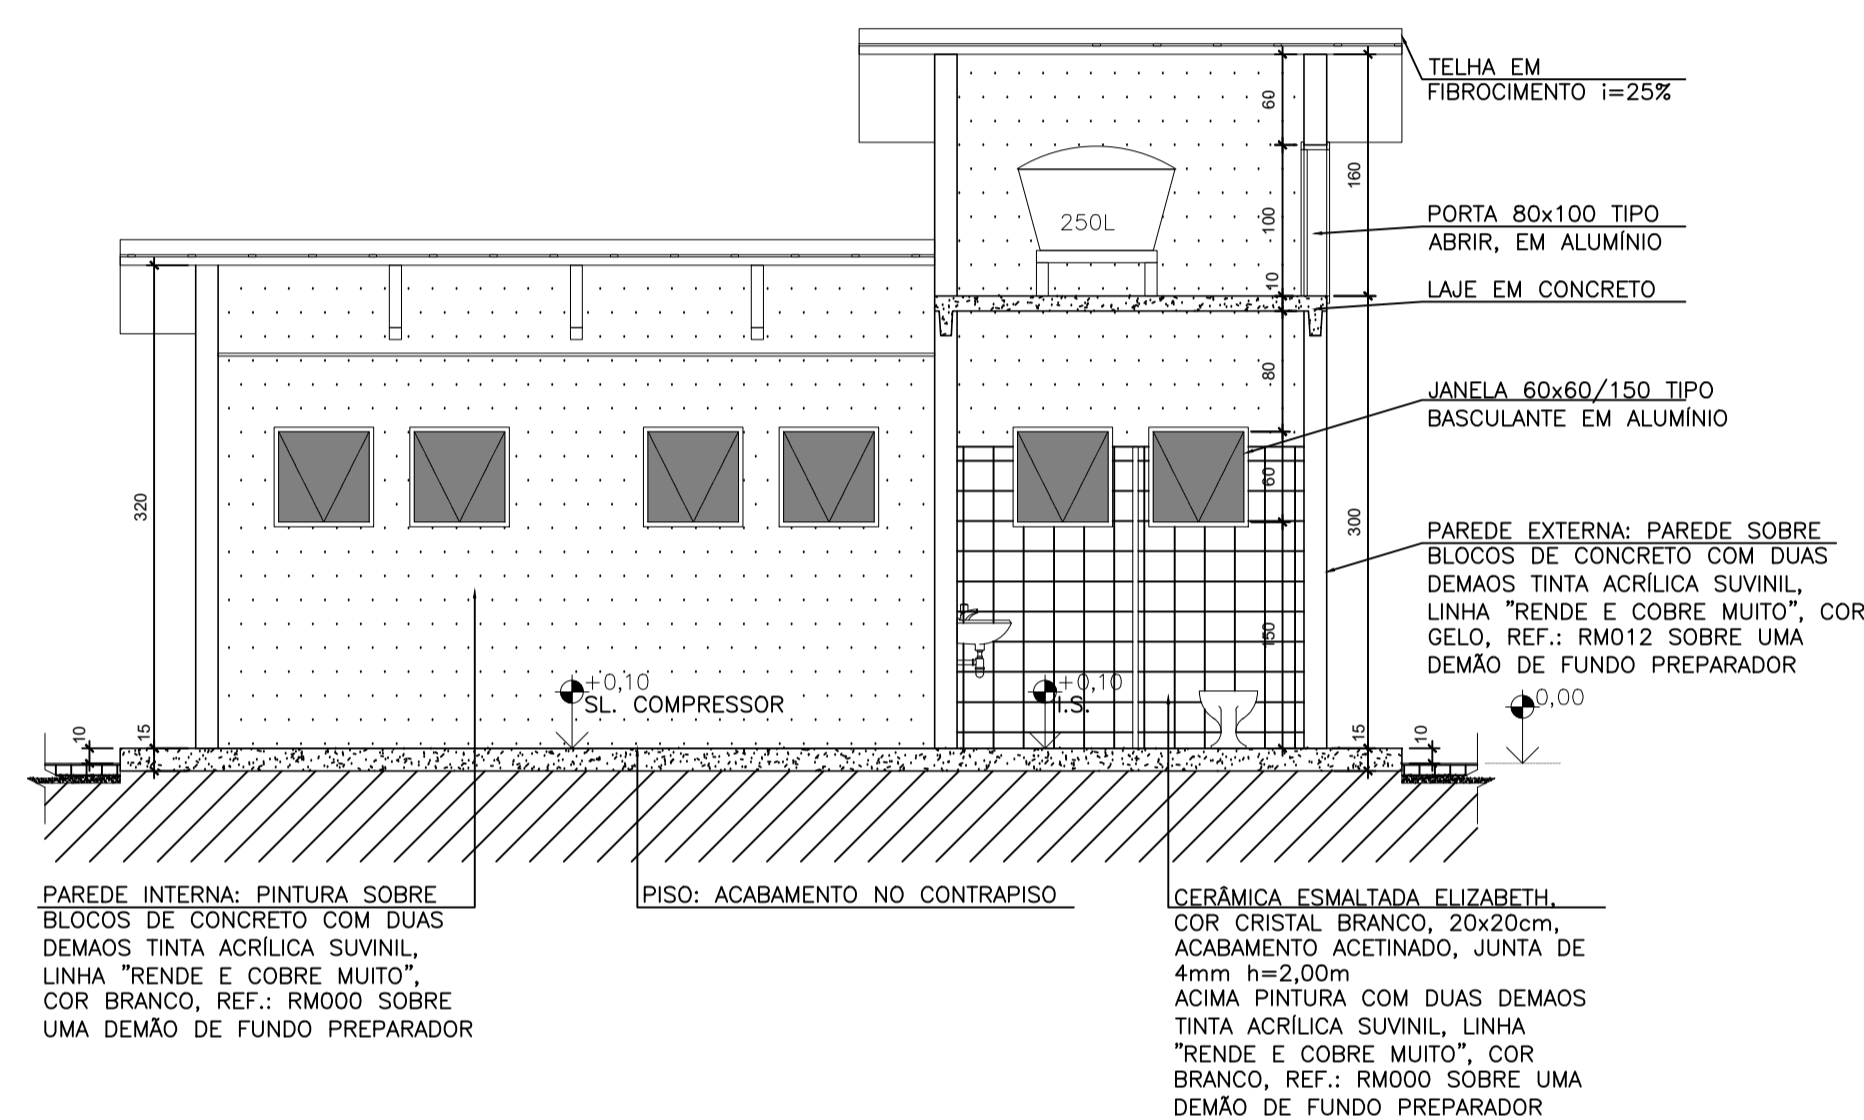 TELHA EM
FIBROCIMENTO i=25%
60
160
100
250L
10
PORTA 80x100 TIPO
ABRIR, EM ALUMÍNIO
LAJE EM CONCRETO
80
JANELA 60x60/150 TIPO
BASCULANTE EM ALUMÍNIO
60
320
300
PAREDE EXTERNA: PAREDE SOBRE
BLOCOS DE CONCRETO COM DUAS
DEMAOS TINTA ACRÍLICA SUVINIL,
LINHA "RENDE E COBRE MUITO", COR
GELO, REF.: RM012 SOBRE UMA
DEMÃO DE FUNDO PREPARADOR
150
+0,10
SL. COMPRESSOR
+0,10
I.S.
0,00
10
15
15
10
PAREDE INTERNA: PINTURA SOBRE
BLOCOS DE CONCRETO COM DUAS
DEMAOS TINTA ACRÍLICA SUVINIL,
LINHA "RENDE E COBRE MUITO",
COR BRANCO, REF.: RM000 SOBRE
UMA DEMÃO DE FUNDO PREPARADOR
PISO: ACABAMENTO NO CONTRAPISO
CERÂMICA ESMALTADA ELIZABETH,
COR CRISTAL BRANCO, 20x20cm,
ACABAMENTO ACETINADO, JUNTA DE
4mm h=2,00m
ACIMA PINTURA COM DUAS DEMAOS
TINTA ACRÍLICA SUVINIL, LINHA
"RENDE E COBRE MUITO", COR
BRANCO, REF.: RM000 SOBRE UMA
DEMÃO DE FUNDO PREPARADOR